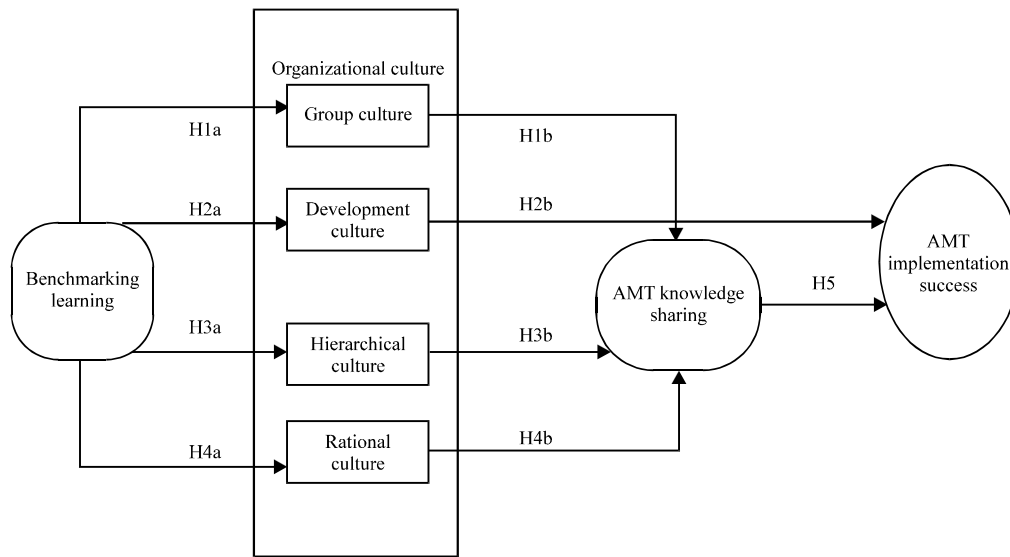 Organizational culture
Group culture
H1a
H1b
H2a
Development
culture
H2b
AMT
implementation
success
Benchmarking
learning
AMT knowledge
sharing
H5
H3a
Hierarchical
culture
H3b
H4a
Rational
culture
H4b